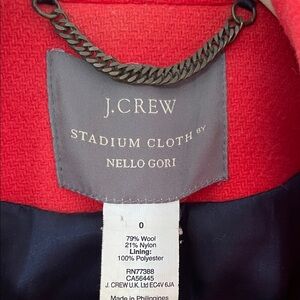 J.CREW
STADIUM CLOTH BY
NELLO GORI
0
79% Wool
21% Nylon
Lining:
100% Polyester
RN77388
CA56445
J. CREW U.K. Ltd EC4V 6JA
Made in Philippines